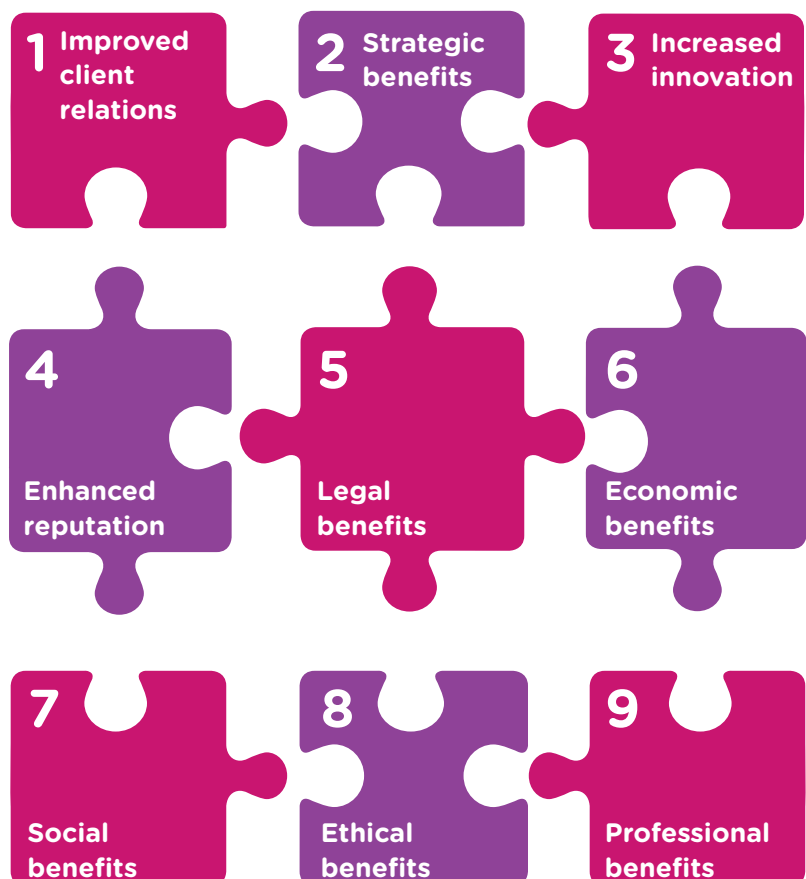 1 Improved
client
relations
2 Strategic
benefits
3 Increased
innovation
4
Enhanced
reputation
5
Legal
benefits
6
Economic
benefits
7
Social
benefits
8
Ethical
benefits
9
Professional
benefits